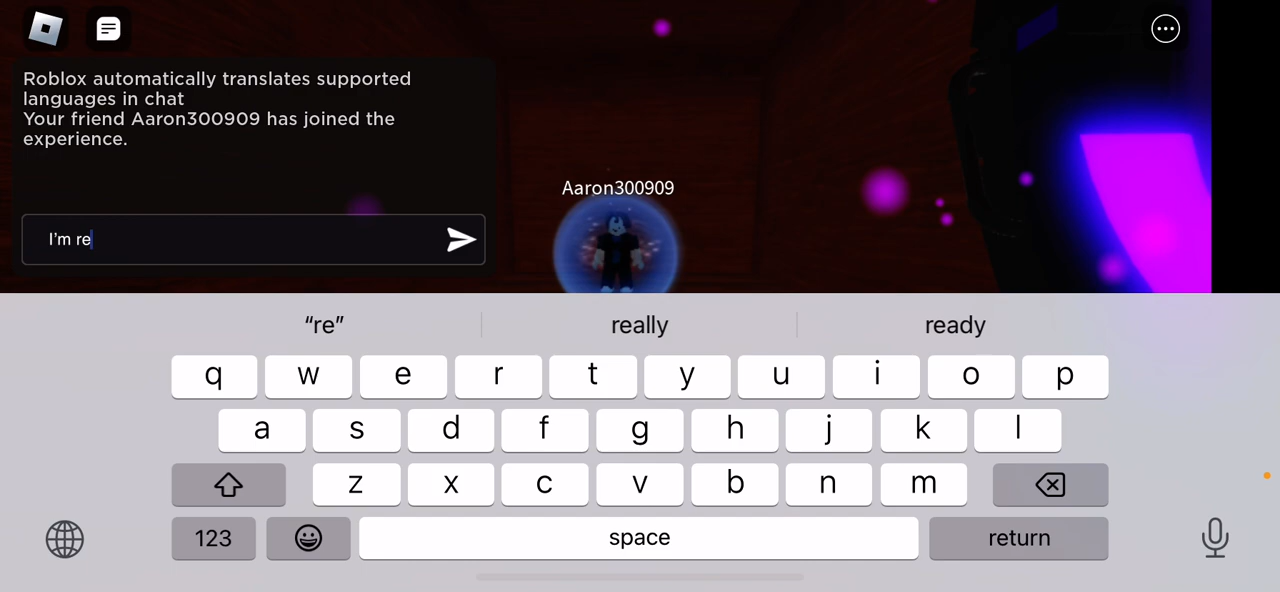 Roblox automatically translates supported
languages in chat
Your friend Aaron300909 has joined the
experience.
Aaron300909
I'm re
“re” really ready
q w e r t y u i o p
a s d f g h j k l
z x c v b n m
123 space return